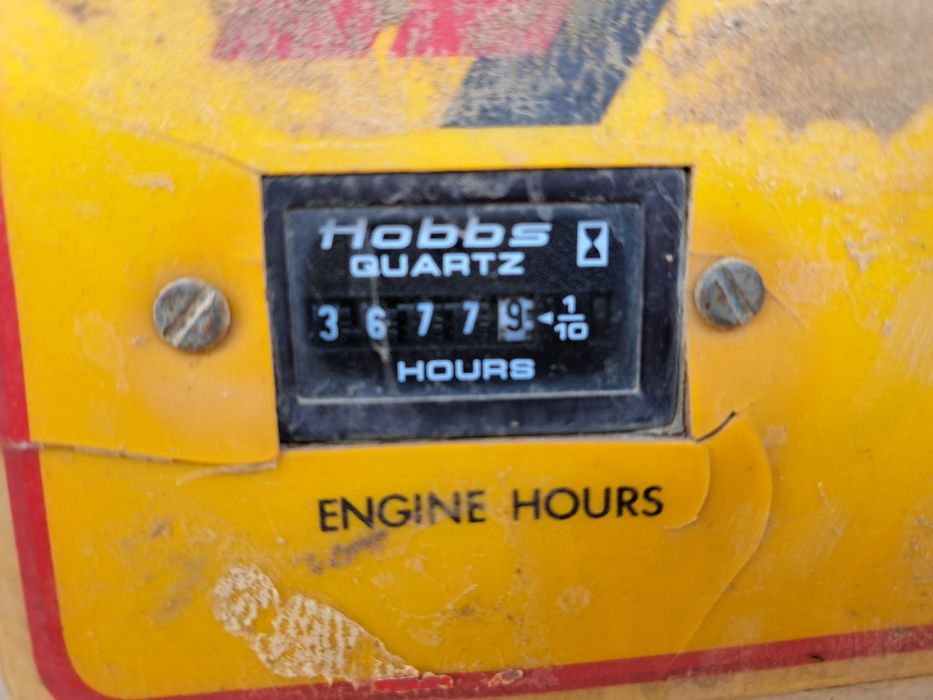 Hobbs
QUARTZ
3 6 7 7 9 ◄ 1/10
HOURS
ENGINE HOURS